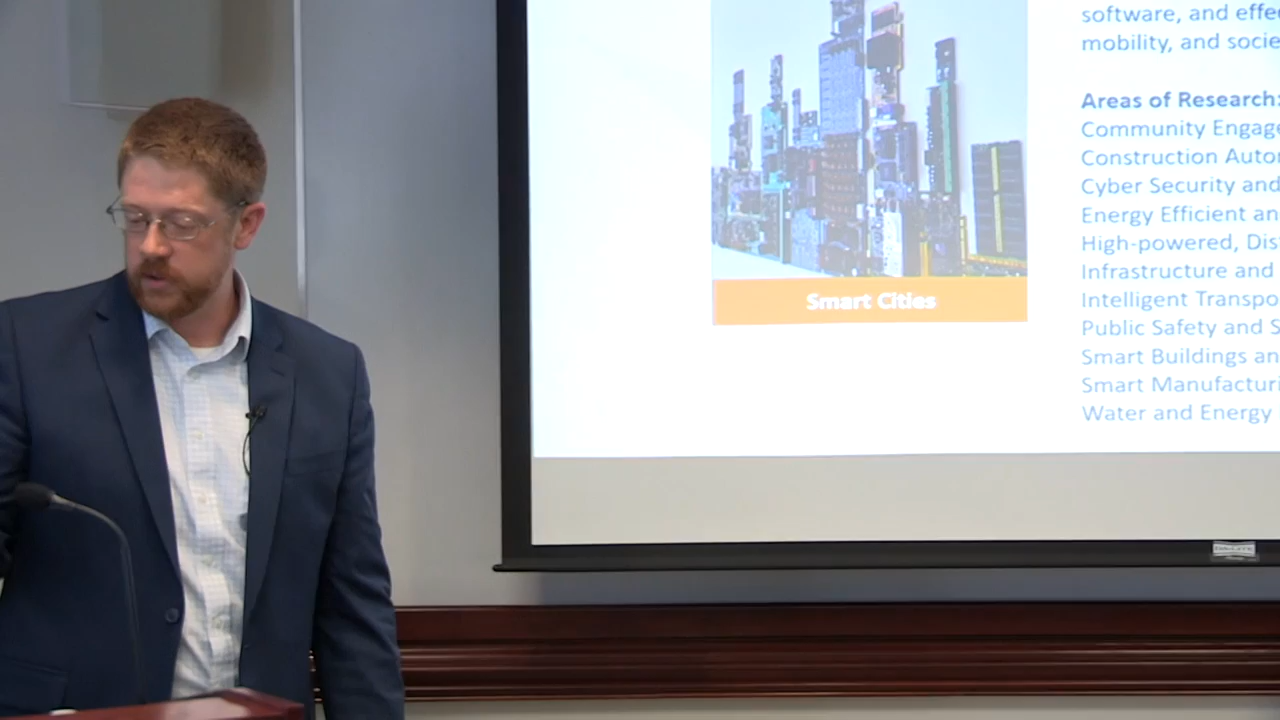 software, and effe
mobility, and socie
Areas of Research:
Community Engage
Construction Auto
Cyber Security and
Energy Efficient an
High-powered, Dis
Infrastructure and
Intelligent Transpo
Public Safety and S
Smart Buildings an
Smart Manufacturi
Water and Energy
Smart Cities
DA-LITE